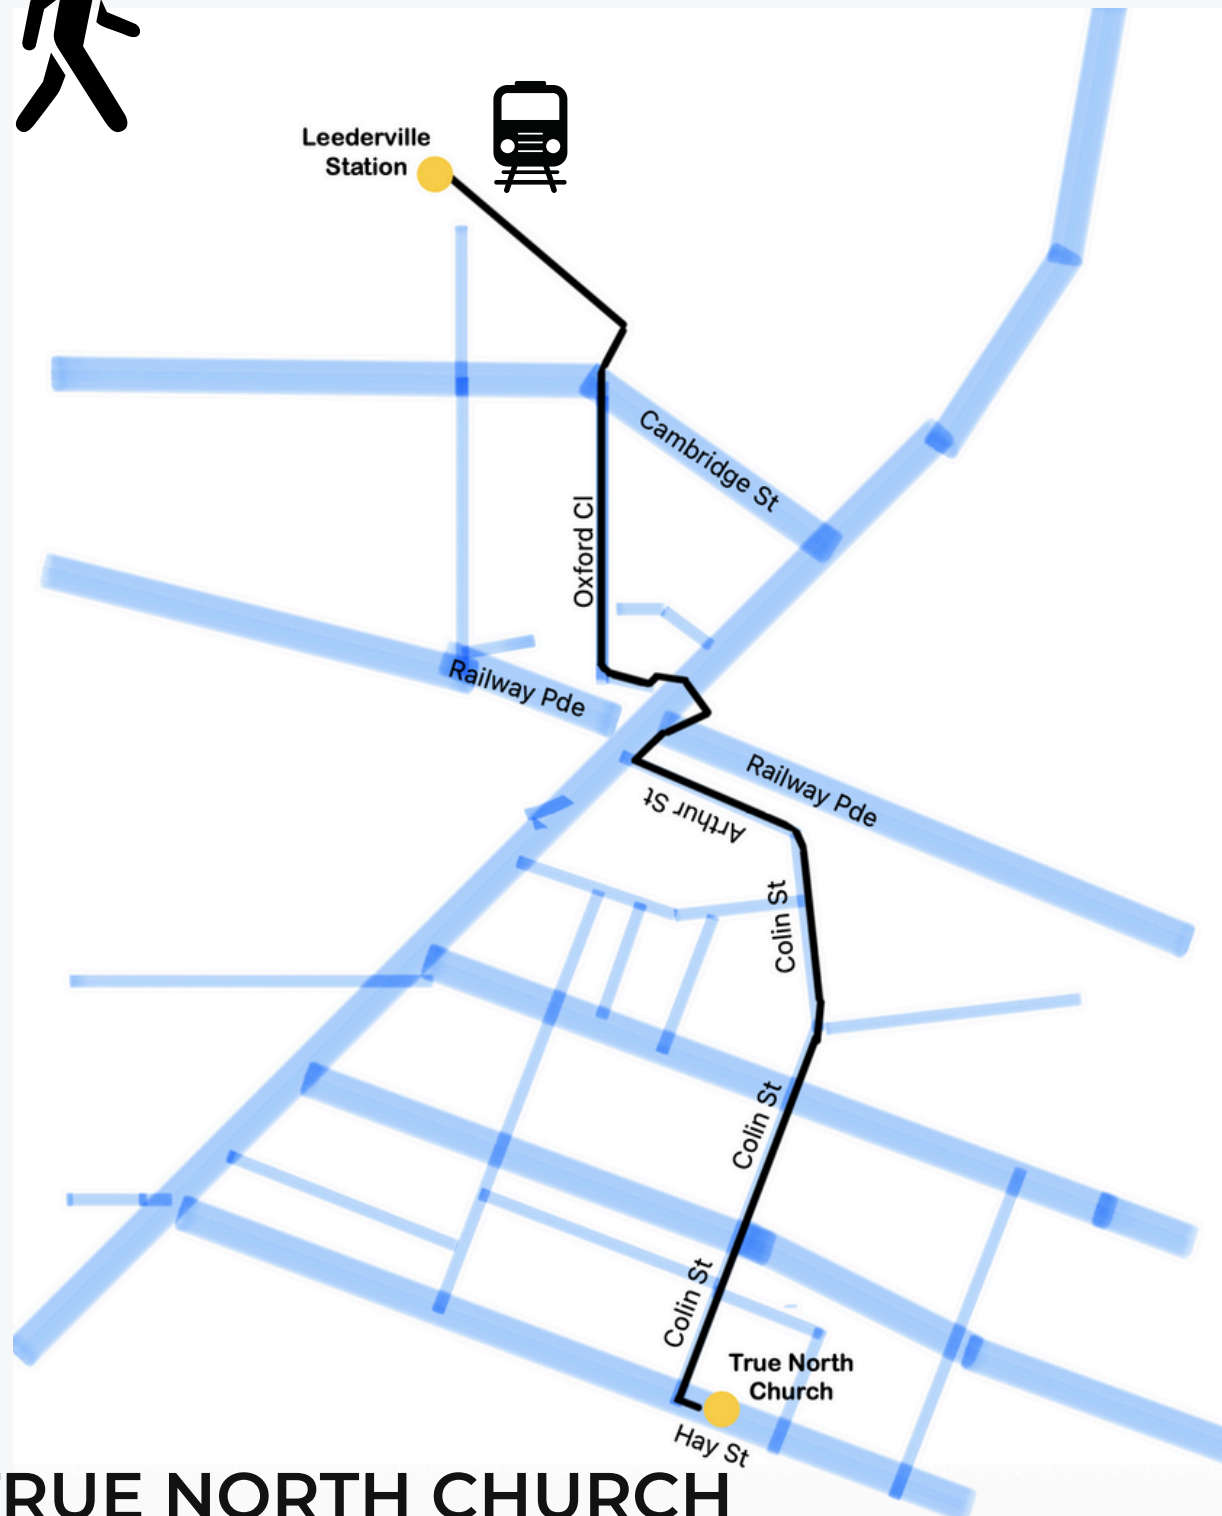 Leederville
Station
Cambridge St
Oxford Cl
Railway Pde
Railway Pde
Arthur St
Colin St
Colin St
Colin St
True North
Church
Hay St
TRUE NORTH CHURCH